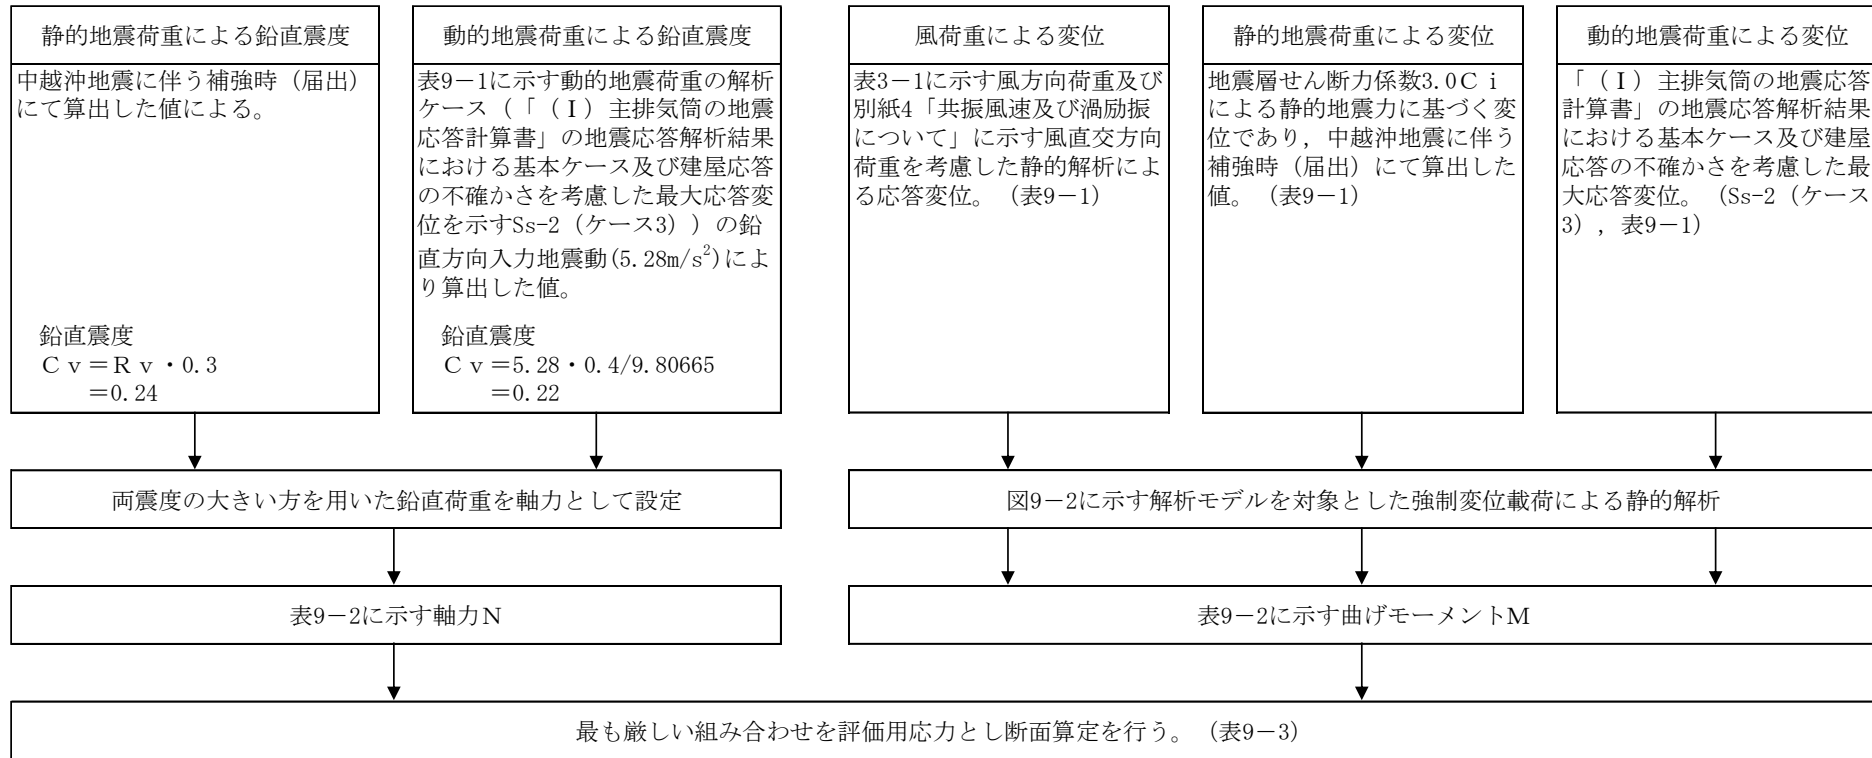 静的地震荷重による鉛直震度
中越沖地震に伴う補強時（届出）
にて算出した値による。
鉛直震度
Ｃｖ＝Ｒｖ・0.3
＝0.24
動的地震荷重による鉛直震度
表9－1に示す動的地震荷重の解析
ケース（「（Ⅰ）主排気筒の地震
応答計算書」の地震応答解析結果
における基本ケース及び建屋応答
の不確かさを考慮した最大応答変
位を示すSs-2（ケース3））の鉛
直方向入力地震動(5.28m/s²)によ
り算出した値。
鉛直震度
Ｃｖ＝5.28・0.4/9.80665
＝0.22
風荷重による変位
表3－1に示す風方向荷重及び
別紙4「共振風速及び渦励振
について」に示す風直交方向
荷重を考慮した静的解析によ
る応答変位。（表9－1）
静的地震荷重による変位
地震層せん断力係数3.0Ｃｉ
による静的地震力に基づく変
位であり，中越沖地震に伴う
補強時（届出）にて算出した
値。（表9－1）
動的地震荷重による変位
「（Ⅰ）主排気筒の地震応答
計算書」の地震応答解析結果
における基本ケース及び建屋
応答の不確かさを考慮した最
大応答変位。（Ss-2（ケース
3），表9－1）
両震度の大きい方を用いた鉛直荷重を軸力として設定
図9－2に示す解析モデルを対象とした強制変位載荷による静的解析
表9－2に示す軸力Ｎ
表9－2に示す曲げモーメントＭ
最も厳しい組み合わせを評価用応力とし断面算定を行う。（表9－3）